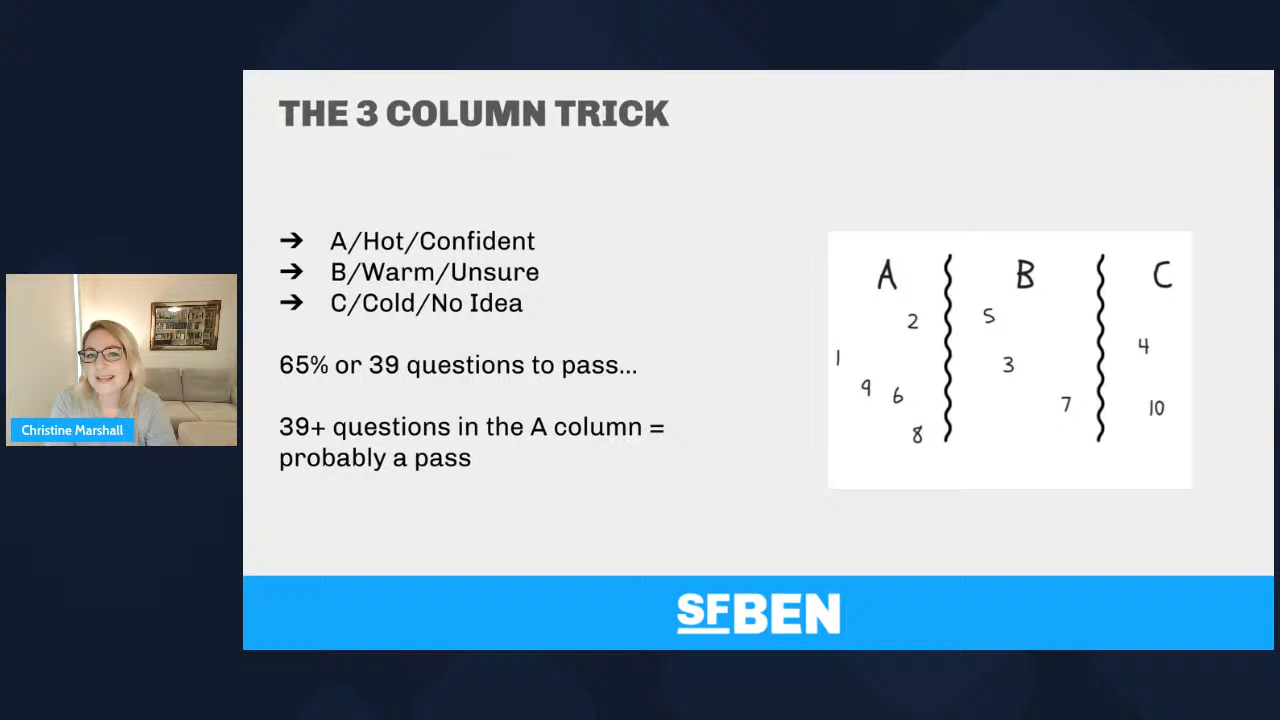 THE 3 COLUMN TRICK
➔ A/Hot/Confident
➔ B/Warm/Unsure
➔ C/Cold/No Idea
65% or 39 questions to pass...
39+ questions in the A column =
probably a pass
A B C
2 5
1 3 4
9 6 7 10
8
Christine Marshall
SFBEN